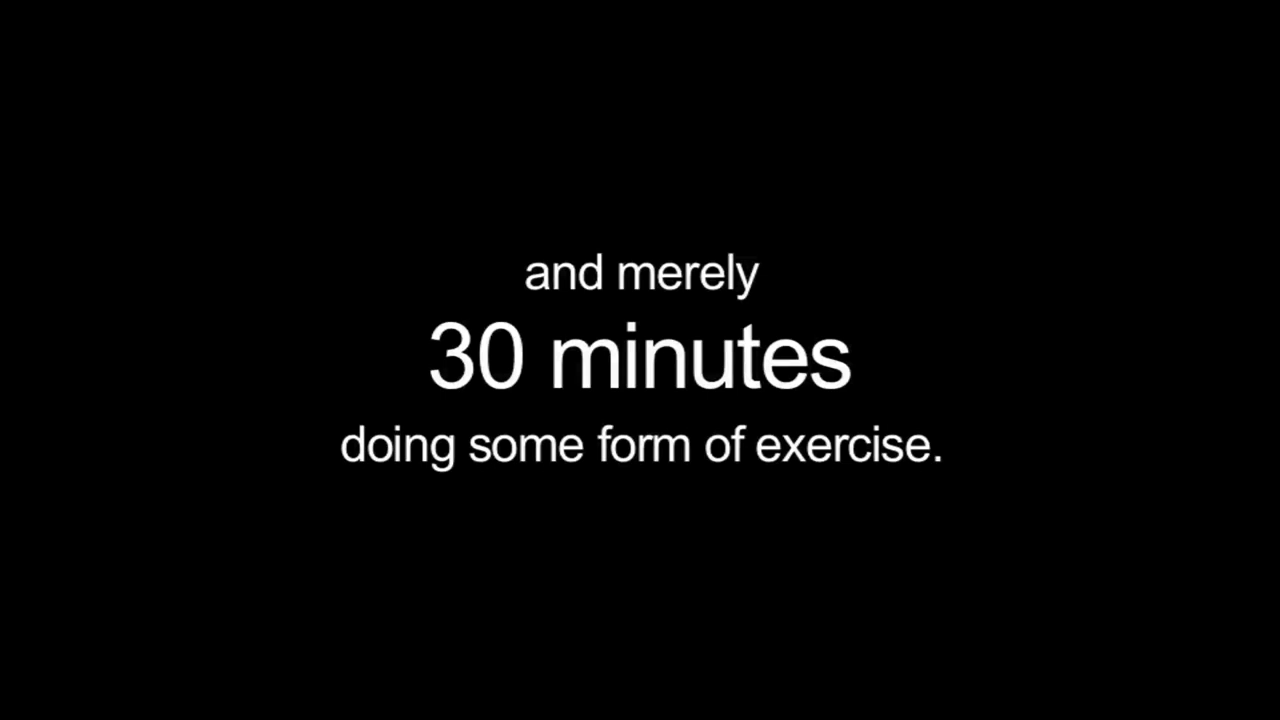 and merely
30 minutes
doing some form of exercise.